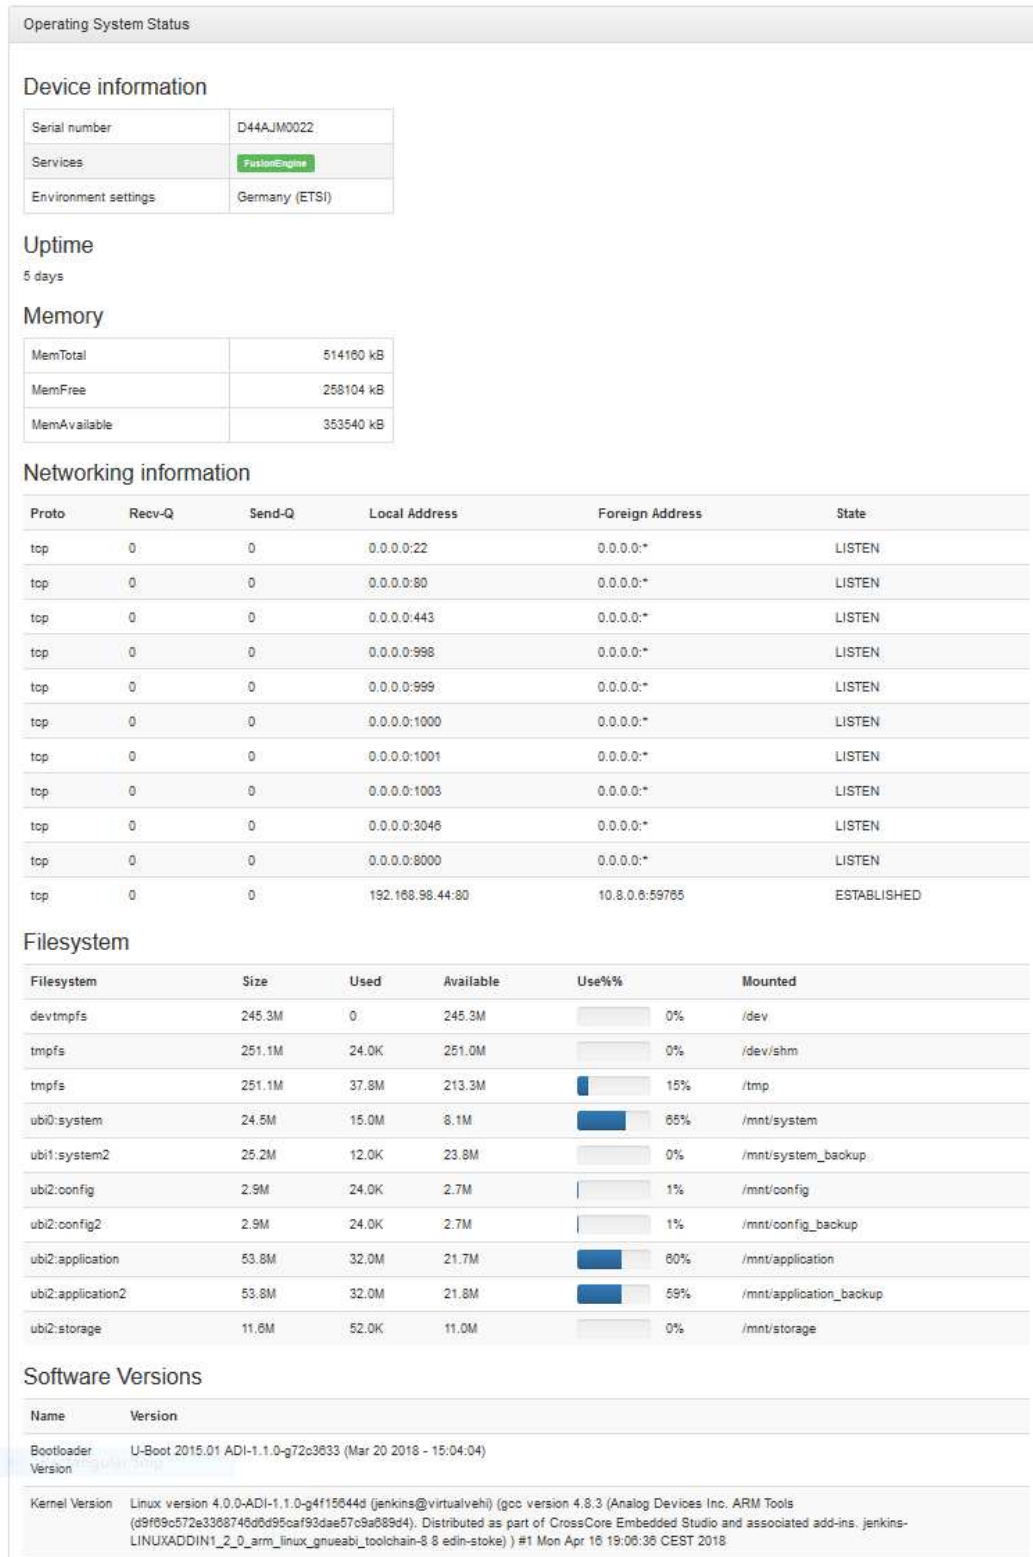 Operating System Status
Device information
Serial number D44AJM0022
Services FusionEngine
Environment settings Germany (ETSI)
Uptime
5 days
Memory
MemTotal 514160 kB
MemFree 258104 kB
MemAvailable 353540 kB
Networking information
Proto Recv-Q Send-Q Local Address Foreign Address State
tcp 0 0 0.0.0.0:22 0.0.0.0:* LISTEN
tcp 0 0 0.0.0.0:80 0.0.0.0:* LISTEN
tcp 0 0 0.0.0.0:443 0.0.0.0:* LISTEN
tcp 0 0 0.0.0.0:998 0.0.0.0:* LISTEN
tcp 0 0 0.0.0.0:999 0.0.0.0:* LISTEN
tcp 0 0 0.0.0.0:1000 0.0.0.0:* LISTEN
tcp 0 0 0.0.0.0:1001 0.0.0.0:* LISTEN
tcp 0 0 0.0.0.0:1003 0.0.0.0:* LISTEN
tcp 0 0 0.0.0.0:3046 0.0.0.0:* LISTEN
tcp 0 0 0.0.0.0:8000 0.0.0.0:* LISTEN
tcp 0 0 192.168.98.44:80 10.8.0.6:59765 ESTABLISHED
Filesystem
Filesystem Size Used Available Use%% Mounted
devtmpfs 245.3M 0 245.3M 0% /dev
tmpfs 251.1M 24.0K 251.0M 0% /dev/shm
tmpfs 251.1M 37.8M 213.3M 15% /tmp
ubi0:system 24.5M 15.0M 8.1M 65% /mnt/system
ubi1:system2 25.2M 12.0K 23.8M 0% /mnt/system_backup
ubi2:config 2.9M 24.0K 2.7M 1% /mnt/config
ubi2:config2 2.9M 24.0K 2.7M 1% /mnt/config_backup
ubi2:application 53.8M 32.0M 21.7M 60% /mnt/application
ubi2:application2 53.8M 32.0M 21.8M 59% /mnt/application_backup
ubi2:storage 11.6M 52.0K 11.0M 0% /mnt/storage
Software Versions
Name Version
Bootloader Version U-Boot 2015.01 ADI-1.1.0-g72c3633 (Mar 20 2018 - 15:04:04)
Kernel Version Linux version 4.0.0-ADI-1.1.0-g4f15644d (jenkins@virtualvehi) (gcc version 4.8.3 (Analog Devices Inc. ARM Tools
(d9f69c572e3368746d6d95caf93dae57c9a689d4). Distributed as part of CrossCore Embedded Studio and associated add-ins. jenkins-
LINUXADDIN1_2_0_arm_linux_gnueabi_toolchain-8 8 edin-stoke) ) #1 Mon Apr 16 19:06:36 CEST 2018